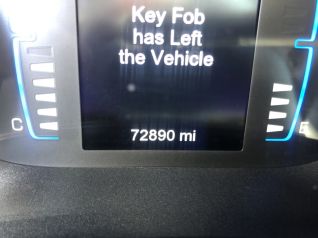 Key Fob
has Left
the Vehicle
72890 mi
C
E